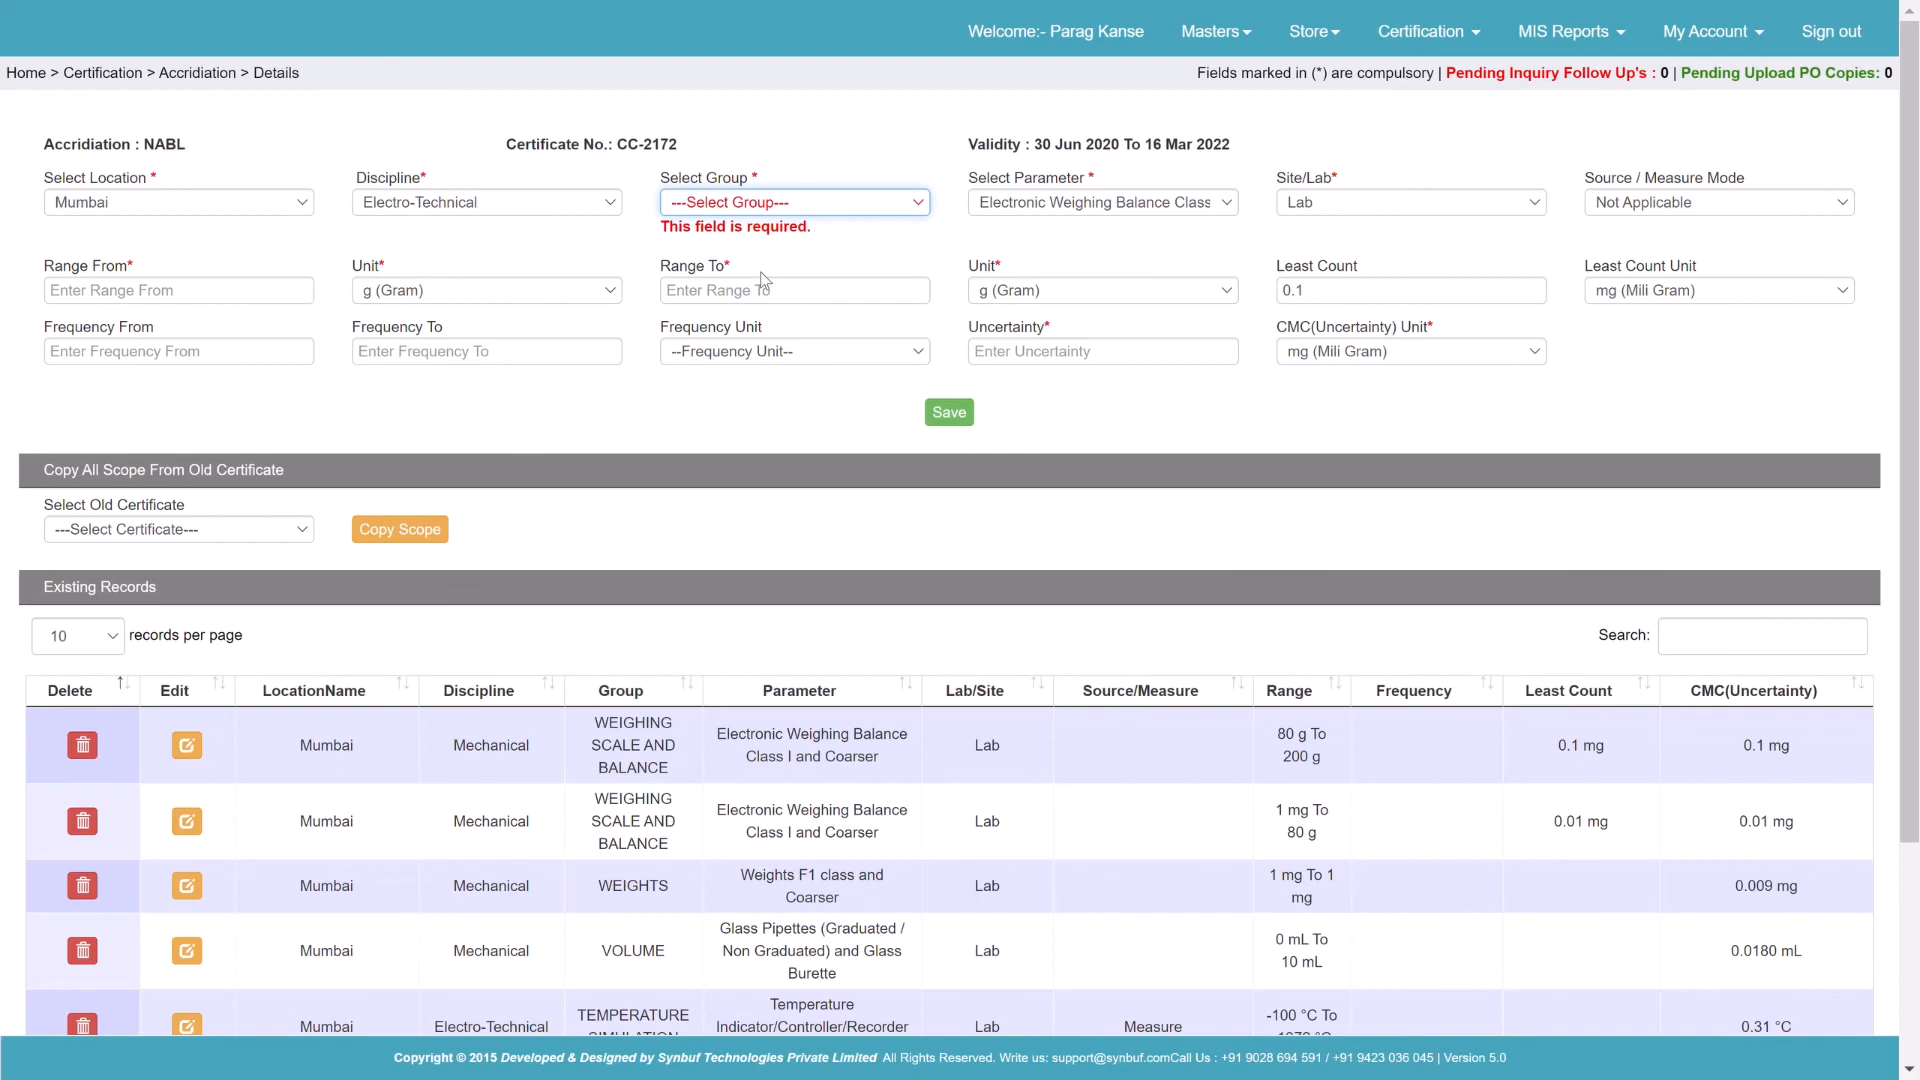 Welcome:- Parag Kanse Masters Store Certification MIS Reports My Account Sign out
Home > Certification > Accridiation > Details
Fields marked in (*) are compulsory | Pending Inquiry Follow Up's : 0 | Pending Upload PO Copies: 0
Accridiation : NABL Certificate No.: CC-2172 Validity : 30 Jun 2020 To 16 Mar 2022
Select Location * Discipline* Select Group * Select Parameter * Site/Lab* Source / Measure Mode
Mumbai Electro-Technical ---Select Group--- Electronic Weighing Balance Class Lab Not Applicable
This field is required.
Range From* Unit* Range To* Unit* Least Count Least Count Unit
Enter Range From g (Gram) Enter Range To g (Gram) 0.1 mg (Mili Gram)
Frequency From Frequency To Frequency Unit Uncertainty* CMC(Uncertainty) Unit*
Enter Frequency From Enter Frequency To --Frequency Unit-- Enter Uncertainty mg (Mili Gram)
Save
Copy All Scope From Old Certificate
Select Old Certificate
---Select Certificate--- Copy Scope
Existing Records
10 records per page Search:
Delete Edit LocationName Discipline Group Parameter Lab/Site Source/Measure Range Frequency Least Count CMC(Uncertainty)
Mumbai Mechanical WEIGHING SCALE AND BALANCE Electronic Weighing Balance Class I and Coarser Lab 80 g To 200 g 0.1 mg 0.1 mg
Mumbai Mechanical WEIGHING SCALE AND BALANCE Electronic Weighing Balance Class I and Coarser Lab 1 mg To 80 g 0.01 mg 0.01 mg
Mumbai Mechanical WEIGHTS Weights F1 class and Coarser Lab 1 mg To 1 mg 0.009 mg
Mumbai Mechanical VOLUME Glass Pipettes (Graduated / Non Graduated) and Glass Burette Lab 0 mL To 10 mL 0.0180 mL
Mumbai Electro-Technical TEMPERATURE Temperature Indicator/Controller/Recorder Lab Measure -100 °C To 0.31 °C
Copyright © 2015 Developed & Designed by Synbuf Technologies Private Limited All Rights Reserved. Write us: support@synbuf.comCall Us : +91 9028 694 591 / +91 9423 036 045 | Version 5.0